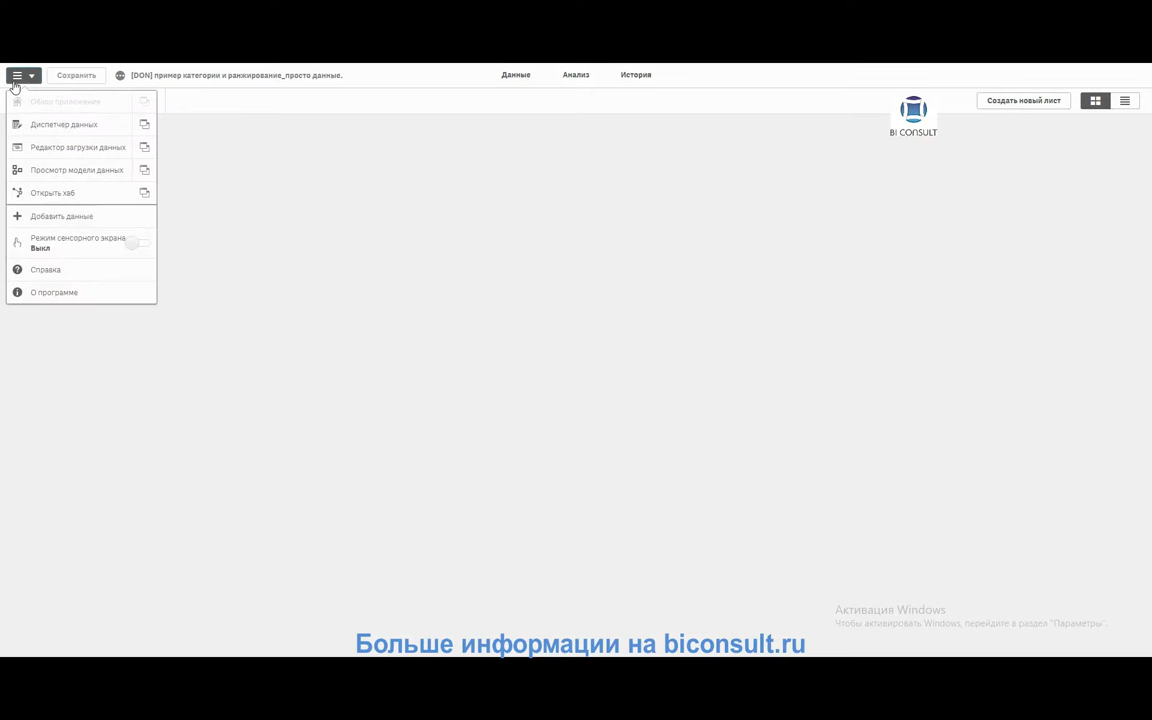 Сохранить
[DON] пример категории и ранжирование_просто данные.
Данные
Анализ
История
Обзор приложения
Диспетчер данных
Редактор загрузки данных
Просмотр модели данных
Открыть хаб
Добавить данные
Режим сенсорного экрана
Выкл
Справка
О программе
Создать новый лист
BI CONSULT
Активация Windows
Чтобы активировать Windows, перейдите в раздел "Параметры".
Больше информации на biconsult.ru